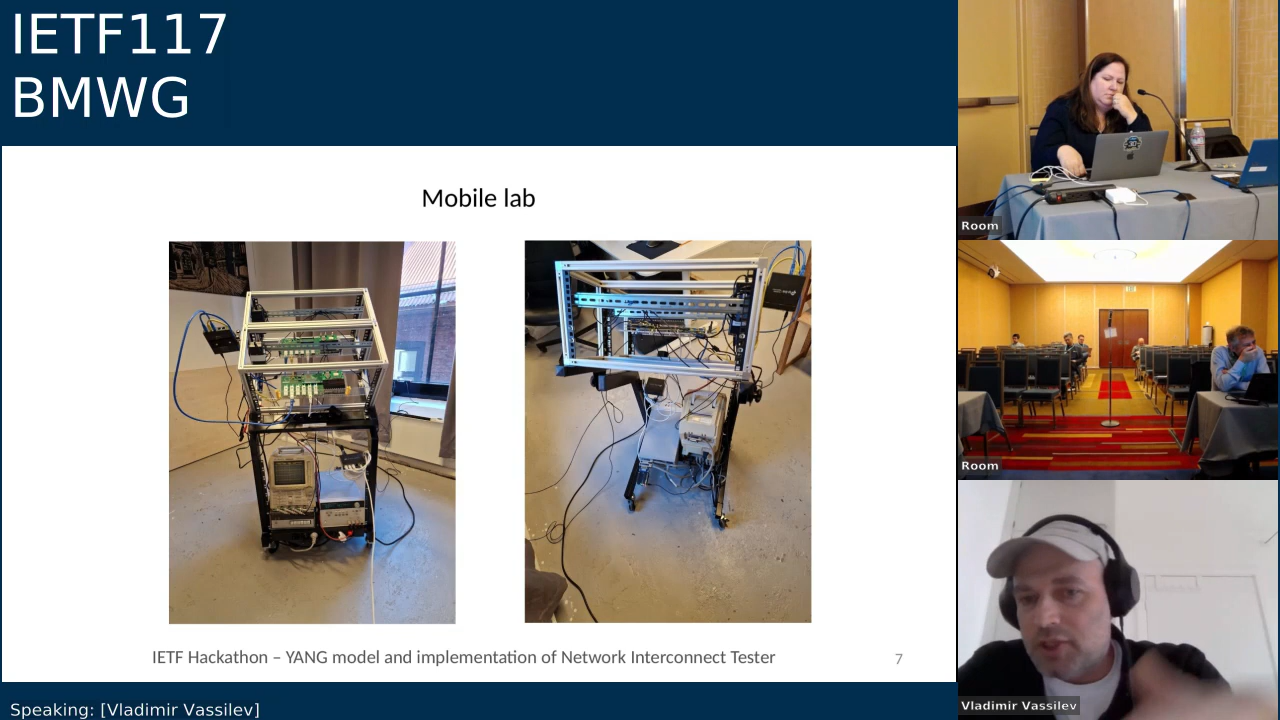 IETF117
BMWG
Mobile lab
IETF Hackathon – YANG model and implementation of Network Interconnect Tester
7
Speaking: [Vladimir Vassilev]
Room
Room
Vladimir Vassilev